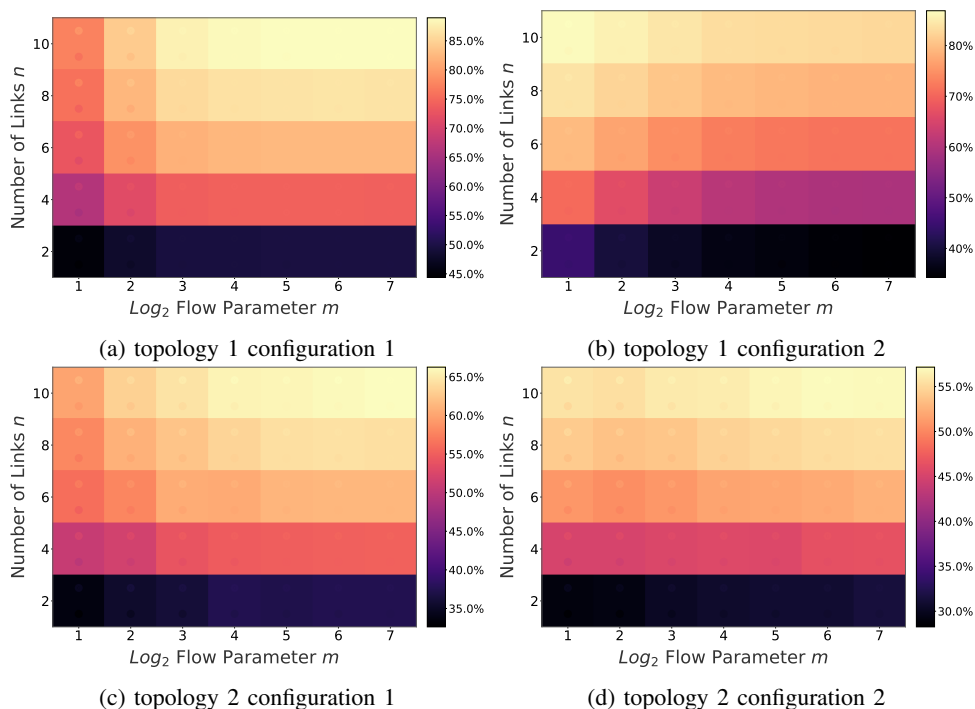 Number of Links n
10
8
6
4
2
1 2 3 4 5 6 7
Log2 Flow Parameter m
85.0%
80.0%
75.0%
70.0%
65.0%
60.0%
55.0%
50.0%
45.0%
(a) topology 1 configuration 1
Number of Links n
10
8
6
4
2
1 2 3 4 5 6 7
Log2 Flow Parameter m
80%
70%
60%
50%
40%
(b) topology 1 configuration 2
Number of Links n
10
8
6
4
2
1 2 3 4 5 6 7
Log2 Flow Parameter m
65.0%
60.0%
55.0%
50.0%
45.0%
40.0%
35.0%
(c) topology 2 configuration 1
Number of Links n
10
8
6
4
2
1 2 3 4 5 6 7
Log2 Flow Parameter m
55.0%
50.0%
45.0%
40.0%
35.0%
30.0%
(d) topology 2 configuration 2